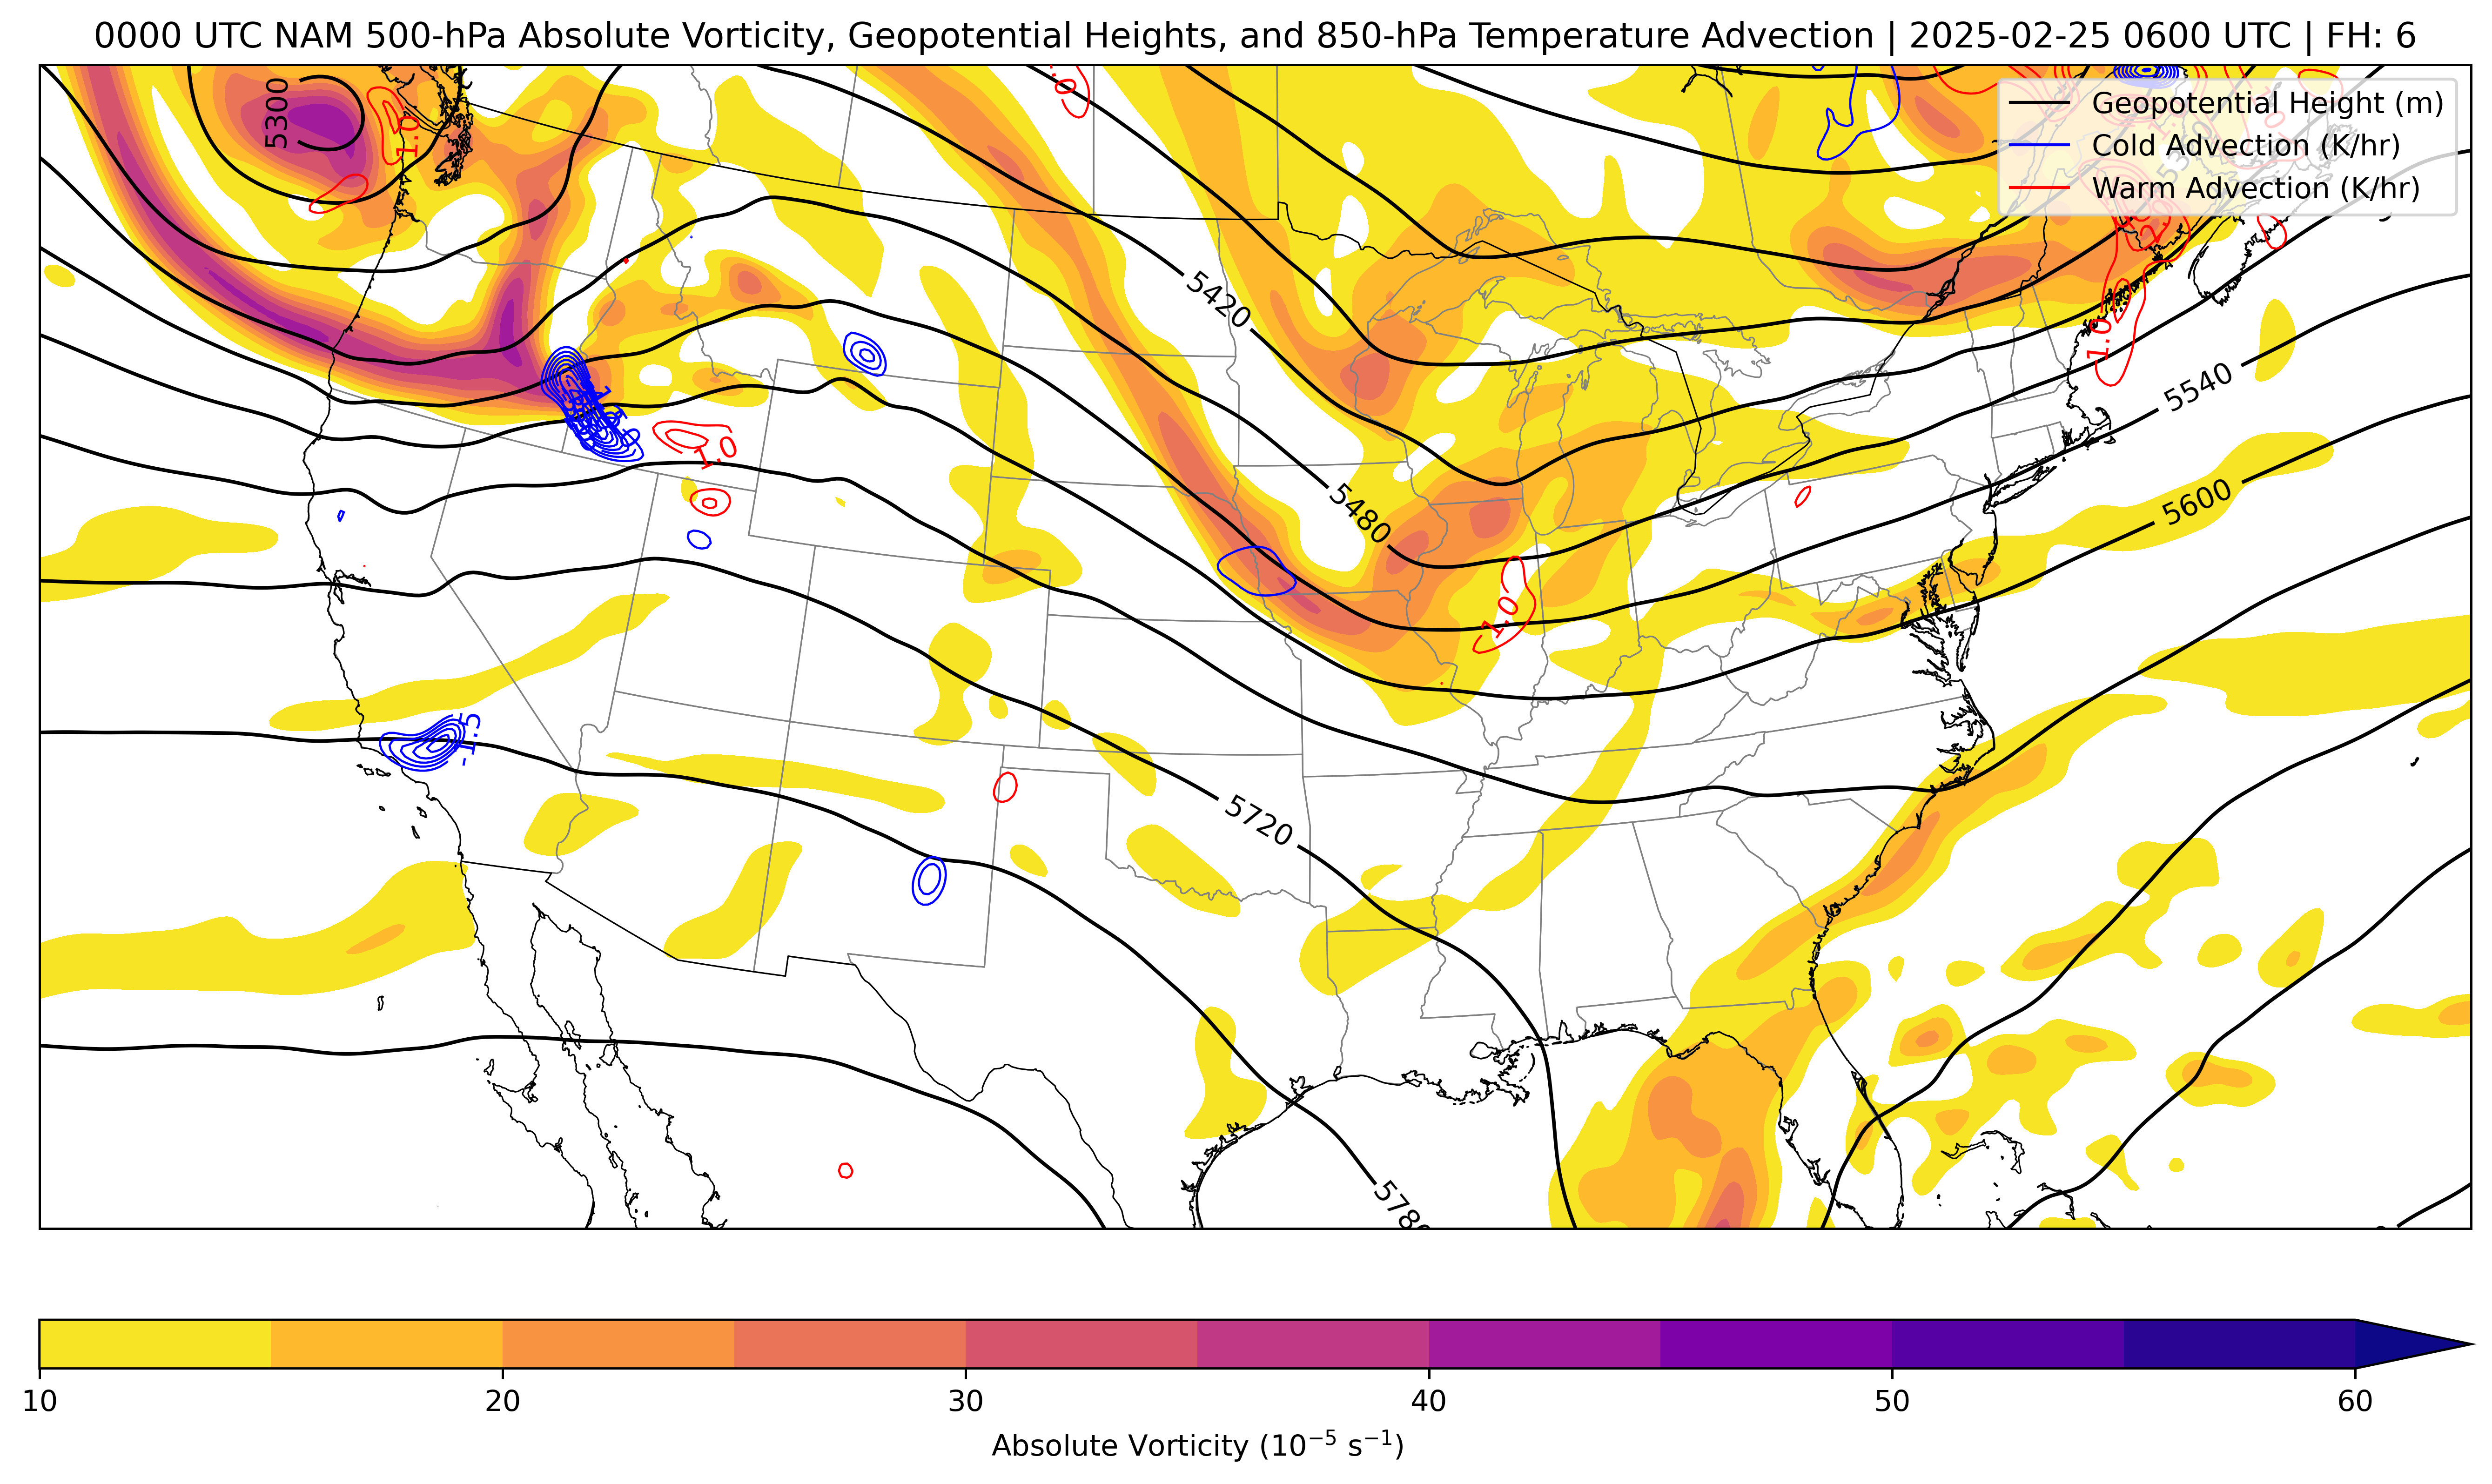 0000 UTC NAM 500-hPa Absolute Vorticity, Geopotential Heights, and 850-hPa Temperature Advection | 2025-02-25 0600 UTC | FH: 6
Geopotential Height (m)
Cold Advection (K/hr)
Warm Advection (K/hr)
5300
1.0
5420
1.0
5540
1.0
5480
5600
1.0
-1.5
5720
5780
10 20 30 40 50 60
Absolute Vorticity (10⁻⁵ s⁻¹)